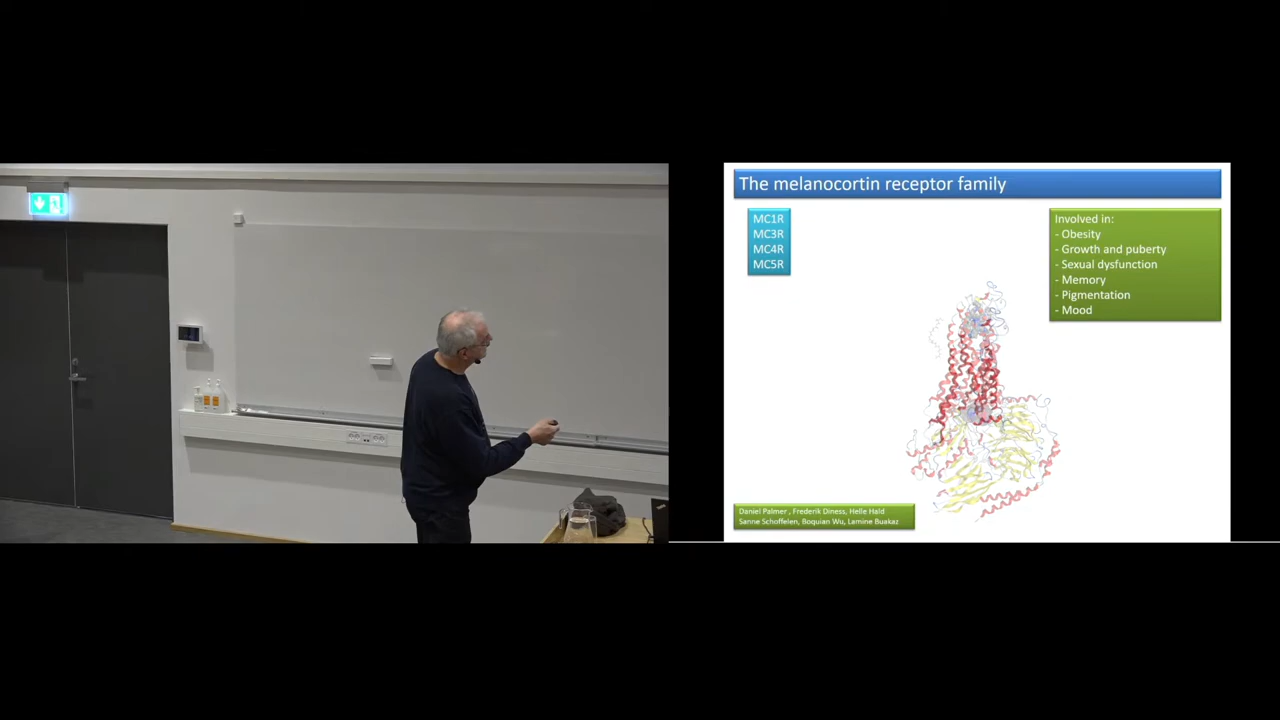 The melanocortin receptor family
MC1R
MC3R
MC4R
MC5R
Involved in:
- Obesity
- Growth and puberty
- Sexual dysfunction
- Memory
- Pigmentation
- Mood
Daniel Palmer , Frederik Diness, Helle Hald
Sanne Schoffelen, Boquian Wu, Lamine Buakaz